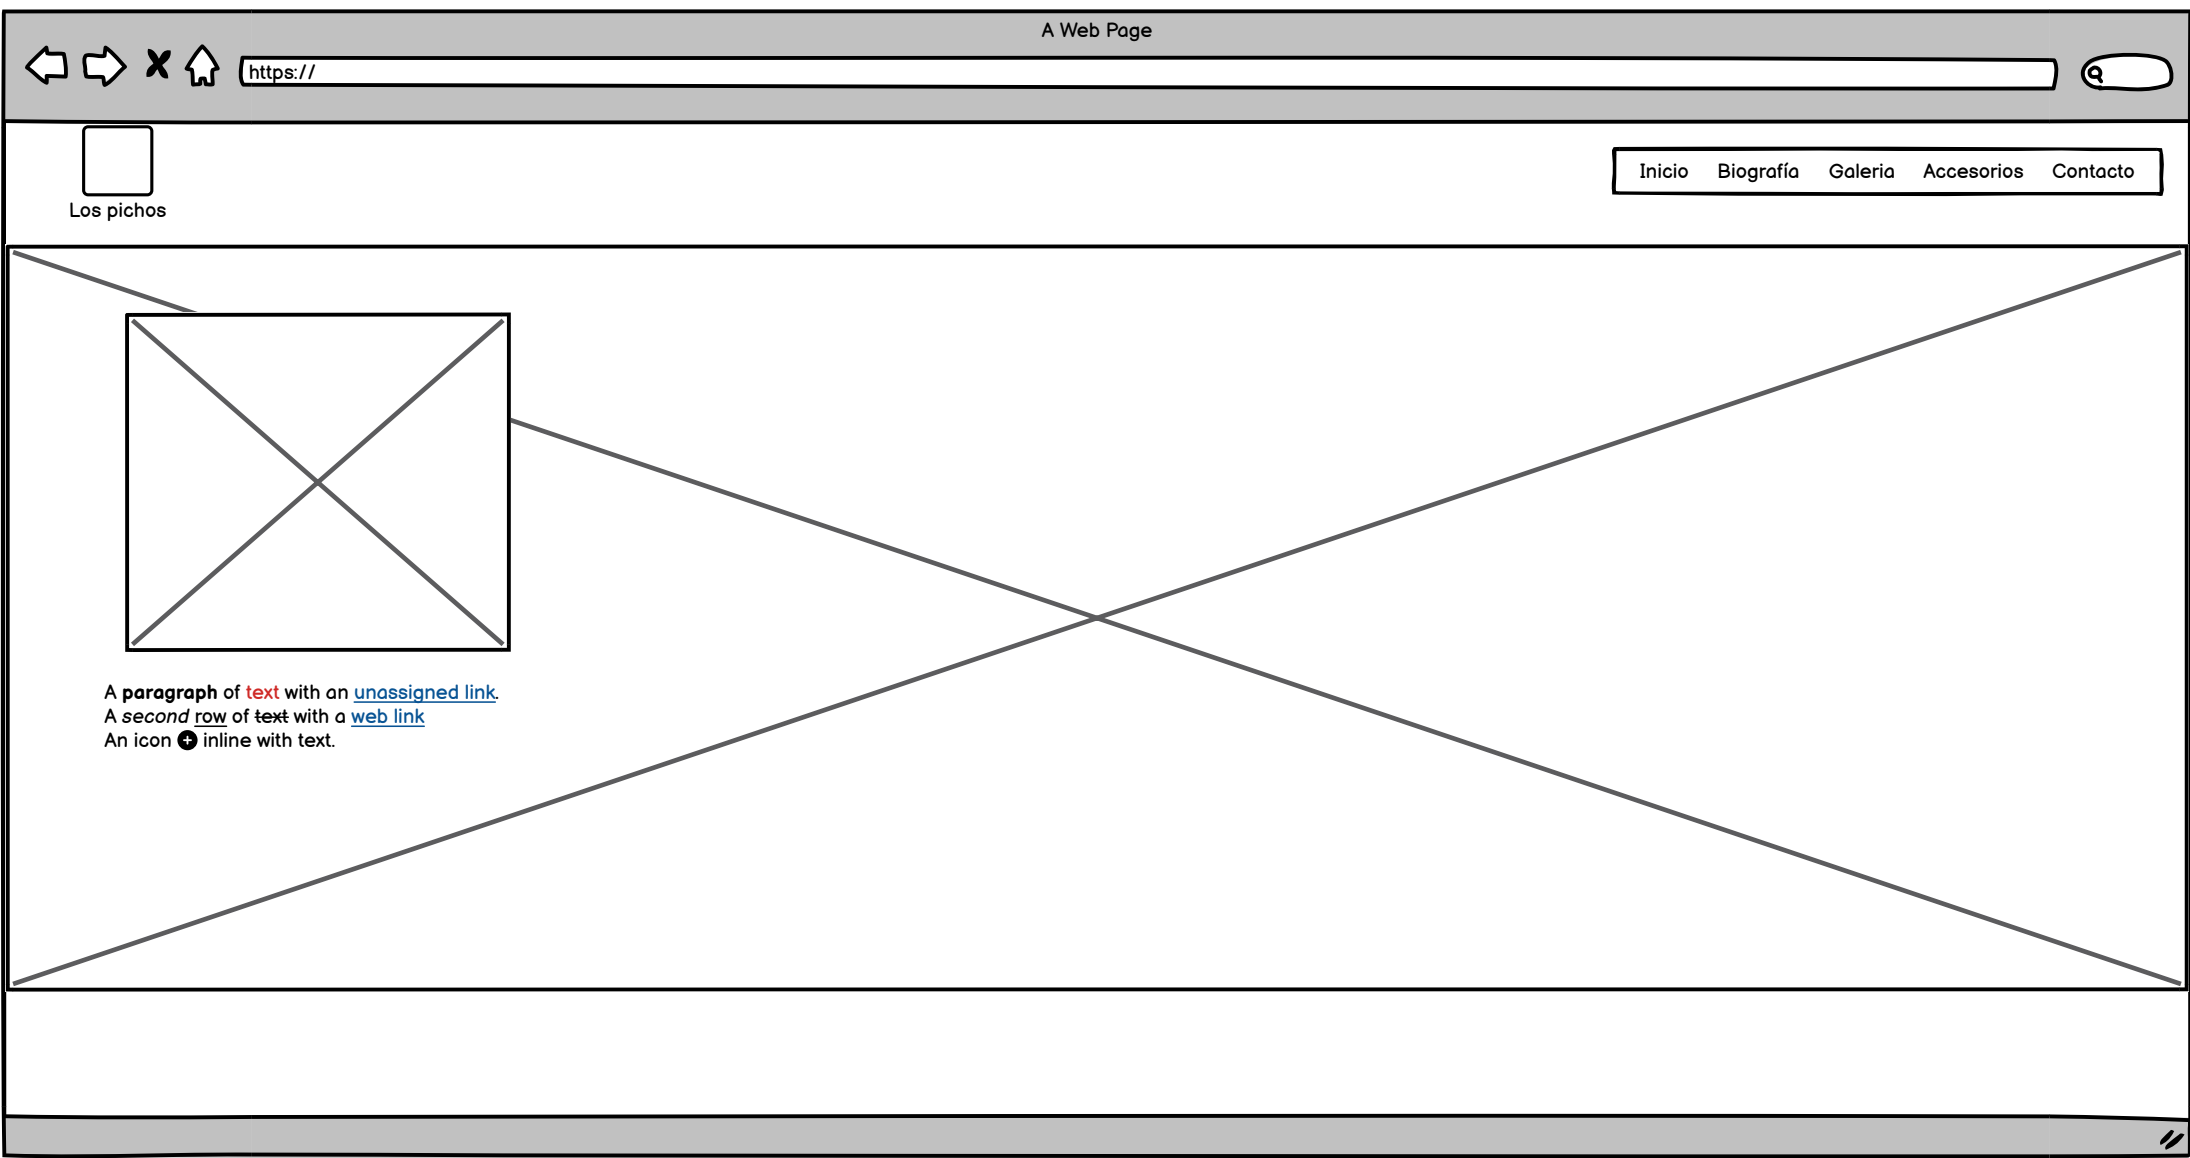 A Web Page
https://
Los pichos
Inicio Biografía Galeria Accesorios Contacto
A paragraph of text with an unassigned link.
A second row of text with a web link
An icon inline with text.